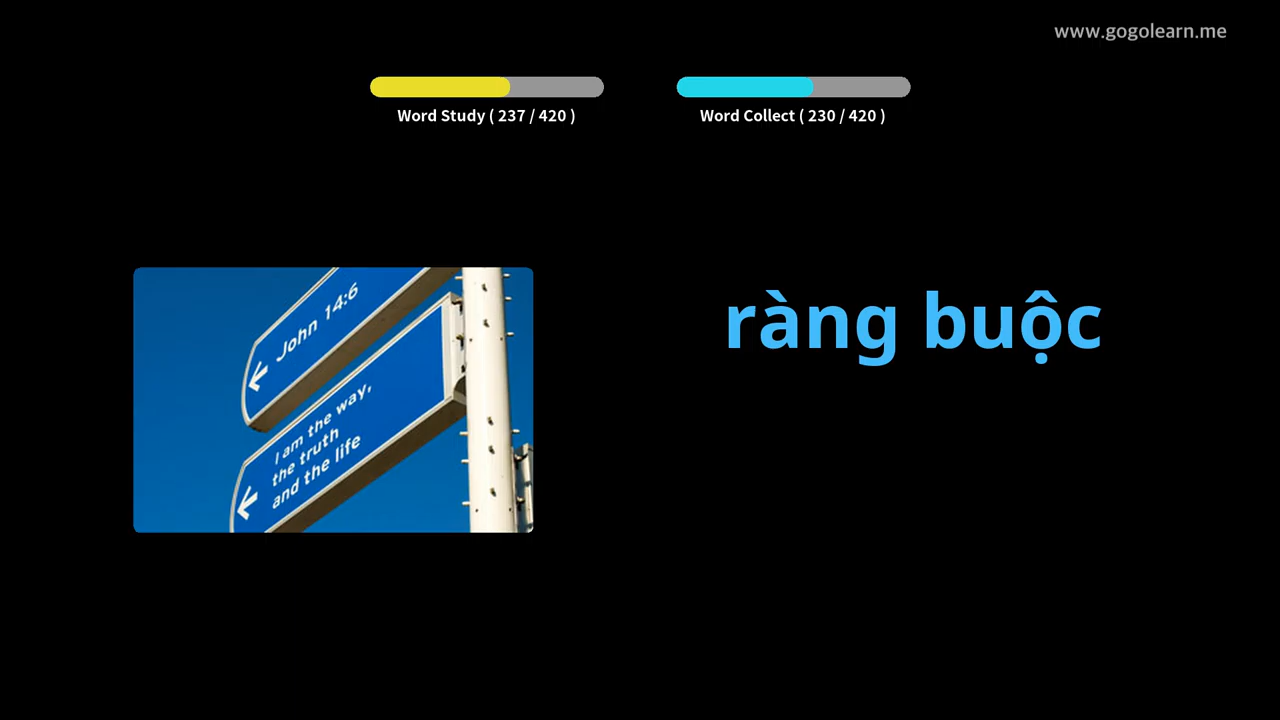 www.gogolearn.me
Word Study ( 237 / 420 )
Word Collect ( 230 / 420 )
John 14:6
I am the way,
the truth
and the life
ràng buộc